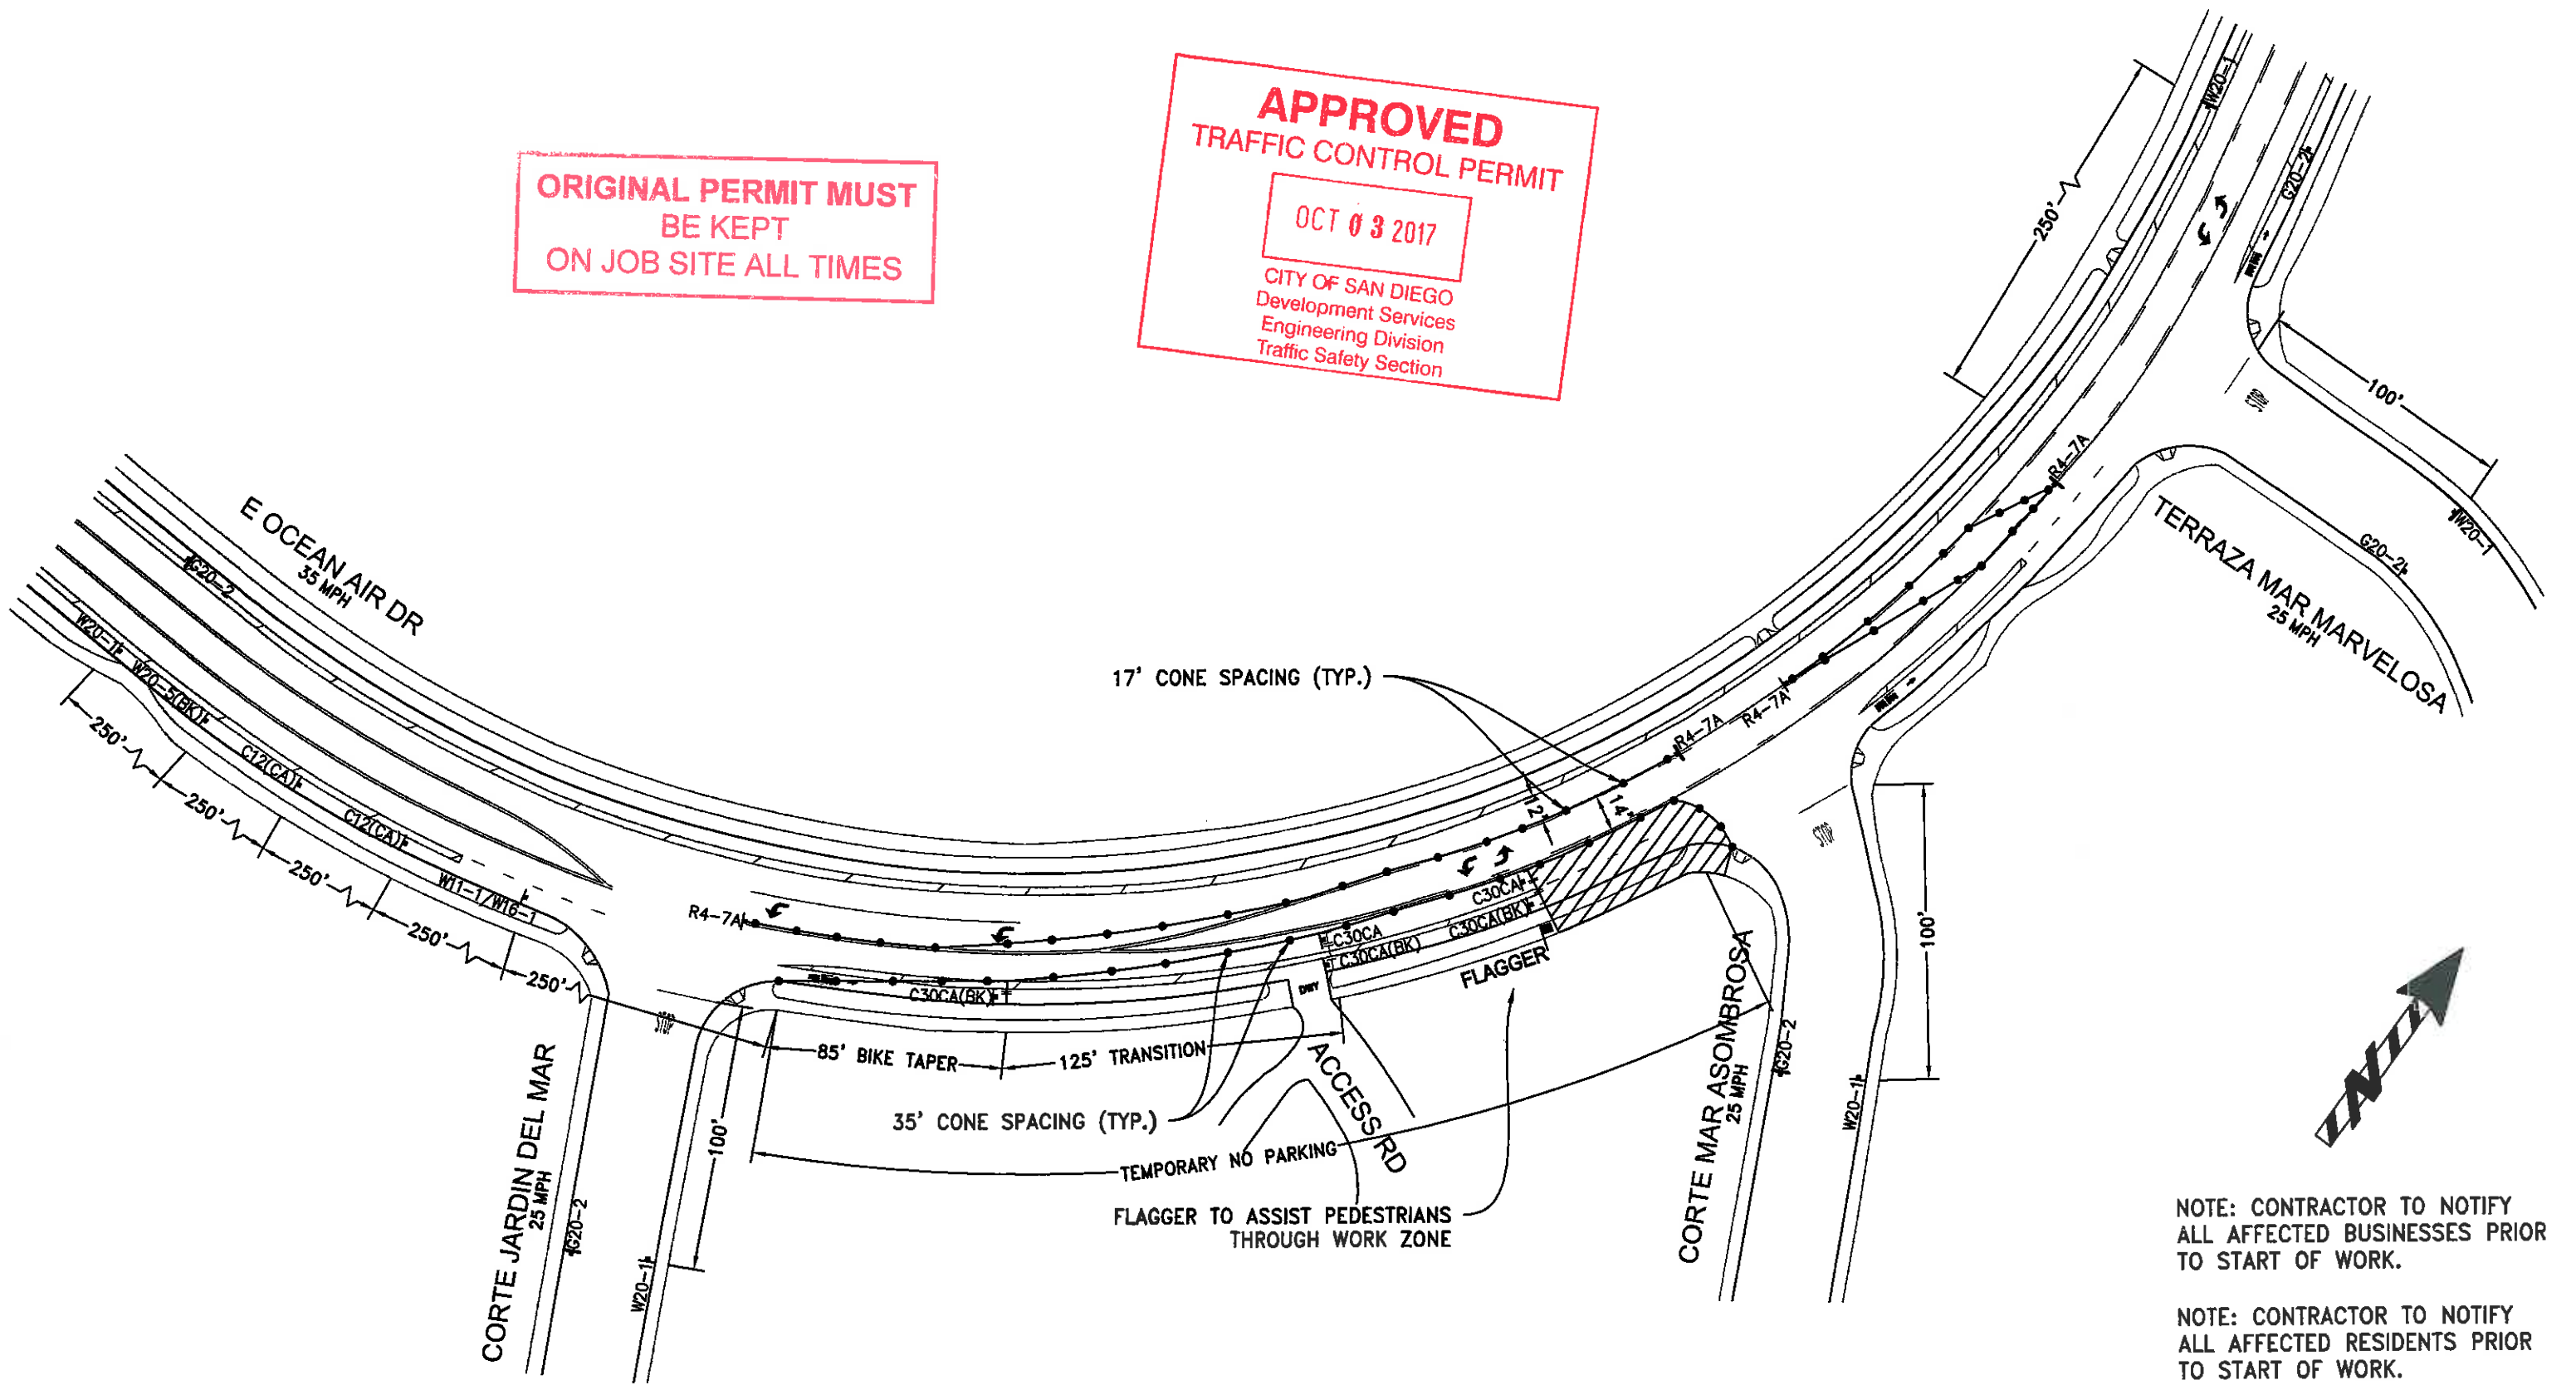 ORIGINAL PERMIT MUST
BE KEPT
ON JOB SITE ALL TIMES
APPROVED
TRAFFIC CONTROL PERMIT
OCT 03 2017
CITY OF SAN DIEGO
Development Services
Engineering Division
Traffic Safety Section
W20-1
G20-2
250'
100'
W20-1
G20-2
TERRAZA MAR MARVELOSA
25 MPH
R4-7A
E OCEAN AIR DR
35 MPH
G20-2
W20-1
W20-5(BK)
C12(CA)
C12(CA)
W11-1/W16-1
250'
250'
250'
250'
250'
17' CONE SPACING (TYP.)
R4-7A
R4-7A
12'
14'
R4-7A
C30CA
C30CA(BK)
C30CA
C30CA(BK)
C30CA(BK)
FLAGGER
DWY
STOP
STOP
STOP
85' BIKE TAPER
125' TRANSITION
35' CONE SPACING (TYP.)
ACCESS RD
TEMPORARY NO PARKING
FLAGGER TO ASSIST PEDESTRIANS
THROUGH WORK ZONE
CORTE JARDIN DEL MAR
25 MPH
G20-2
W20-1
100'
CORTE MAR ASOMBROSA
25 MPH
G20-2
W20-1
100'
N
NOTE: CONTRACTOR TO NOTIFY
ALL AFFECTED BUSINESSES PRIOR
TO START OF WORK.
NOTE: CONTRACTOR TO NOTIFY
ALL AFFECTED RESIDENTS PRIOR
TO START OF WORK.